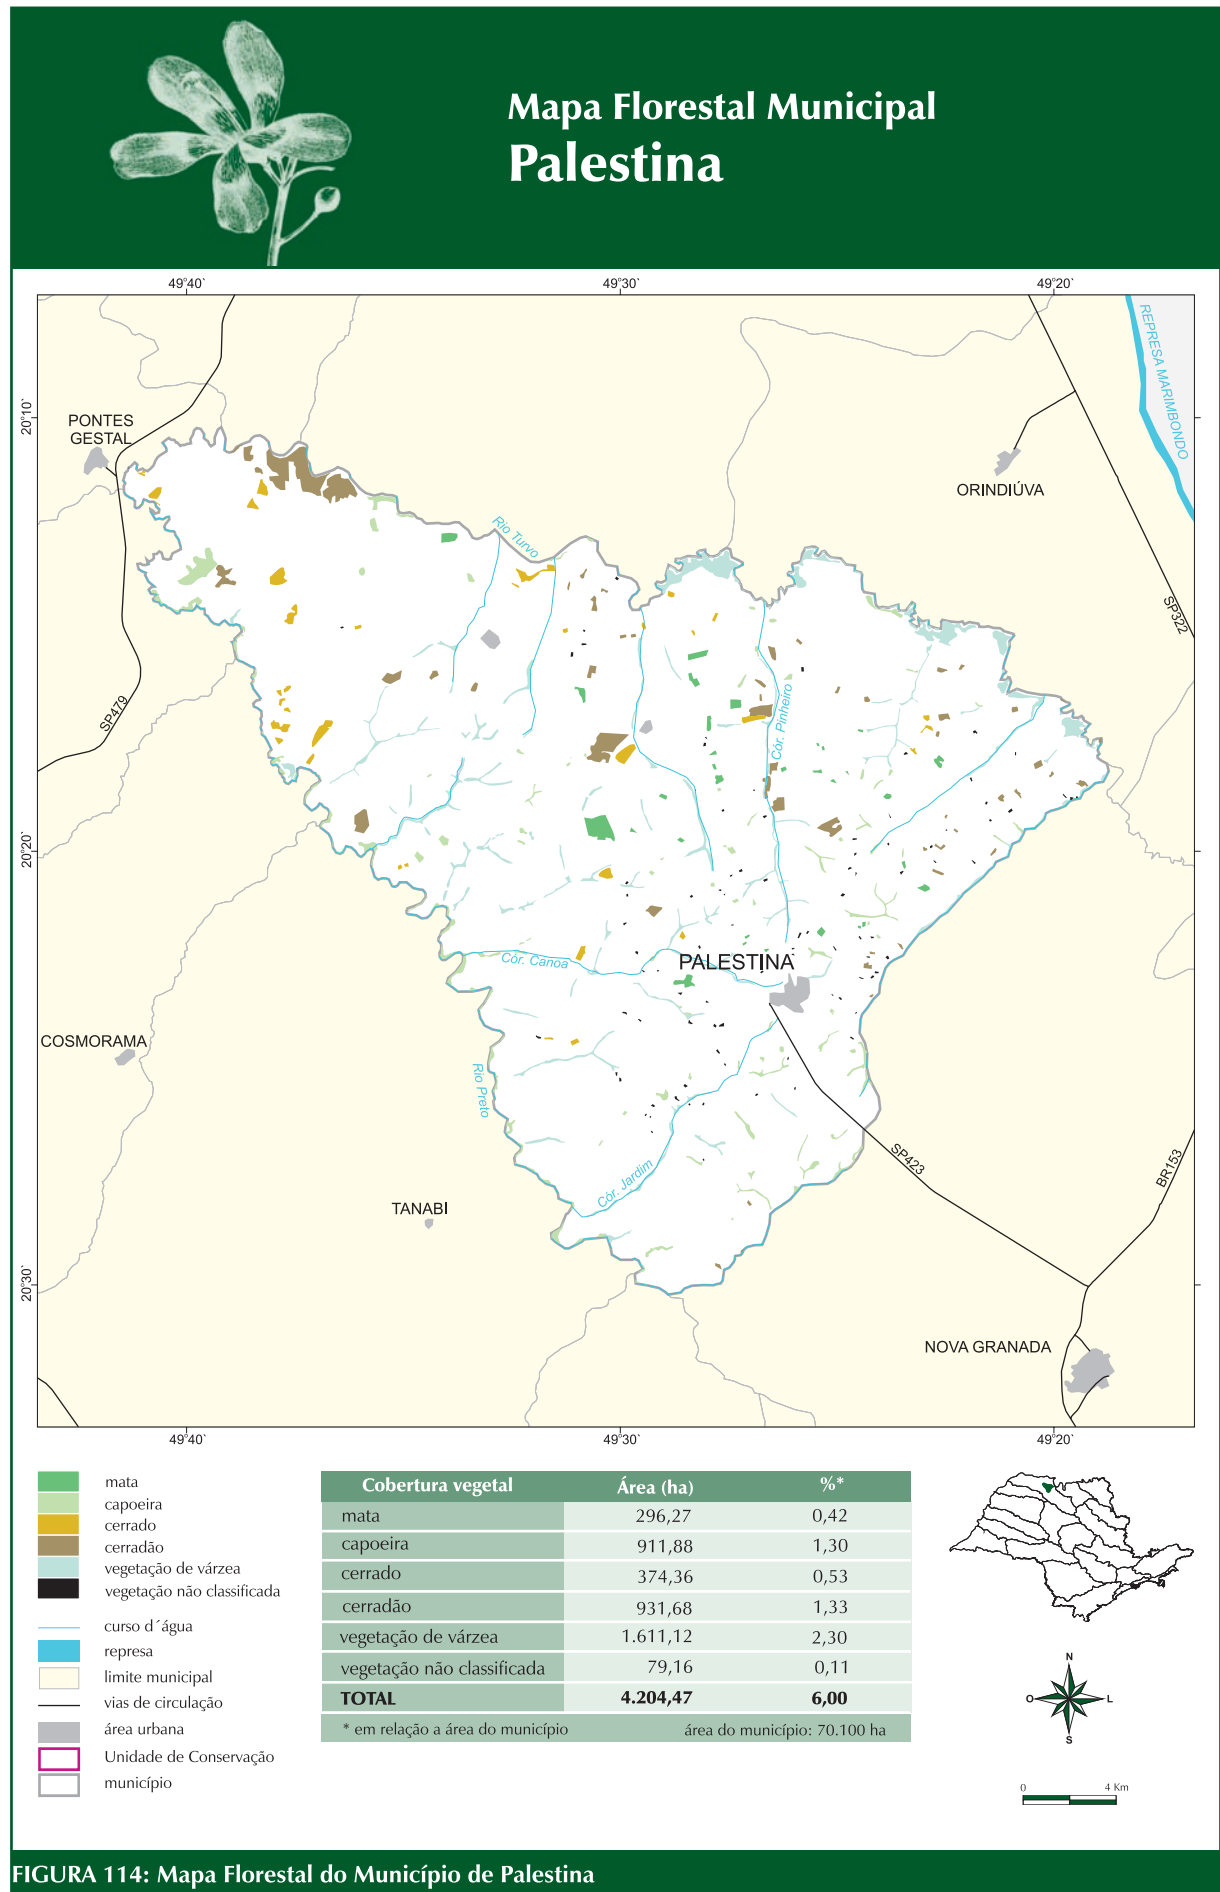 Mapa Florestal Municipal
Palestina
49°40` 49°30` 49°20`
REPRESA MARIMBONDO
20°10`
PONTES
GESTAL
ORINDIÚVA
Rio Turvo
SP322
SP479
Cór. Pinheiro
20°20`
Cór. Canoa
PALESTINA
COSMORAMA
Rio Preto
SP423
BR153
Cór. Jardim
TANABI
20°30`
NOVA GRANADA
49°40` 49°30` 49°20`
mata
capoeira
cerrado
cerradão
vegetação de várzea
vegetação não classificada
curso d´água
represa
limite municipal
vias de circulação
área urbana
Unidade de Conservação
município
Cobertura vegetal Área (ha) %*
mata 296,27 0,42
capoeira 911,88 1,30
cerrado 374,36 0,53
cerradão 931,68 1,33
vegetação de várzea 1.611,12 2,30
vegetação não classificada 79,16 0,11
TOTAL 4.204,47 6,00
* em relação a área do município área do município: 70.100 ha
N
O L
S
0 4 Km
FIGURA 114: Mapa Florestal do Município de Palestina